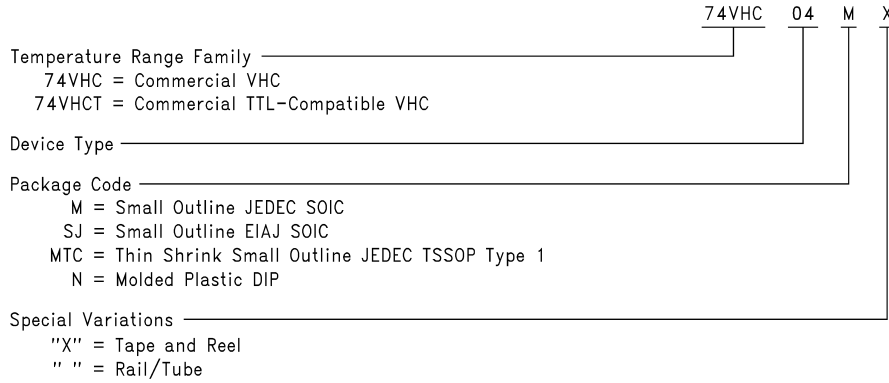 74VHC 04 M X
Temperature Range Family
74VHC = Commercial VHC
74VHCT = Commercial TTL-Compatible VHC
Device Type
Package Code
M = Small Outline JEDEC SOIC
SJ = Small Outline EIAJ SOIC
MTC = Thin Shrink Small Outline JEDEC TSSOP Type 1
N = Molded Plastic DIP
Special Variations
"X" = Tape and Reel
" " = Rail/Tube